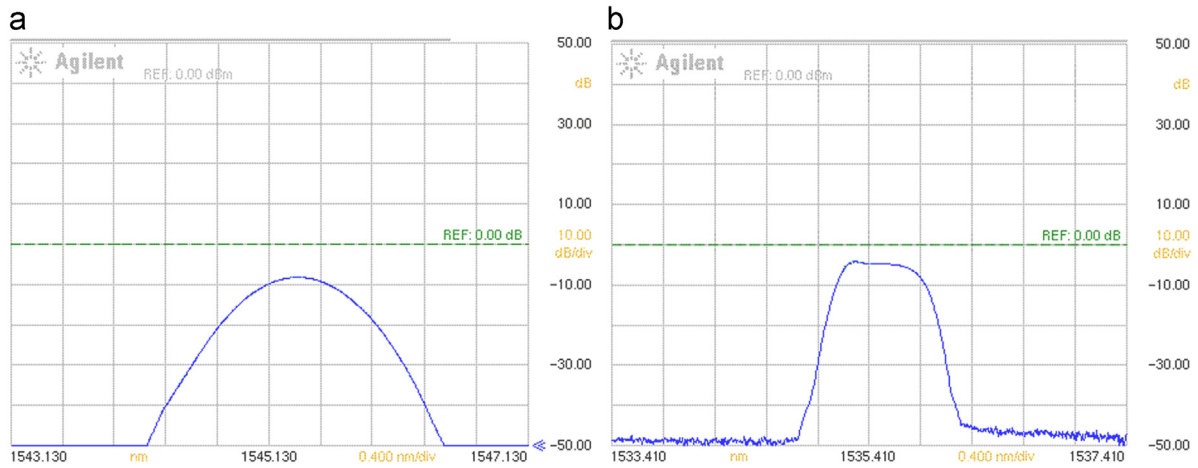 a
Agilent
REF: 0.00 dBm
50.00
dB
30.00
10.00
REF: 0.00 dB
10.00
dB/div
-10.00
-30.00
-50.00
1543.130
nm
1545.130
0.400 nm/div
1547.130
b
Agilent
REF: 0.00 dBm
50.00
dB
30.00
10.00
REF: 0.00 dB
10.00
dB/div
-10.00
-30.00
-50.00
1533.410
nm
1535.410
0.400 nm/div
1537.410